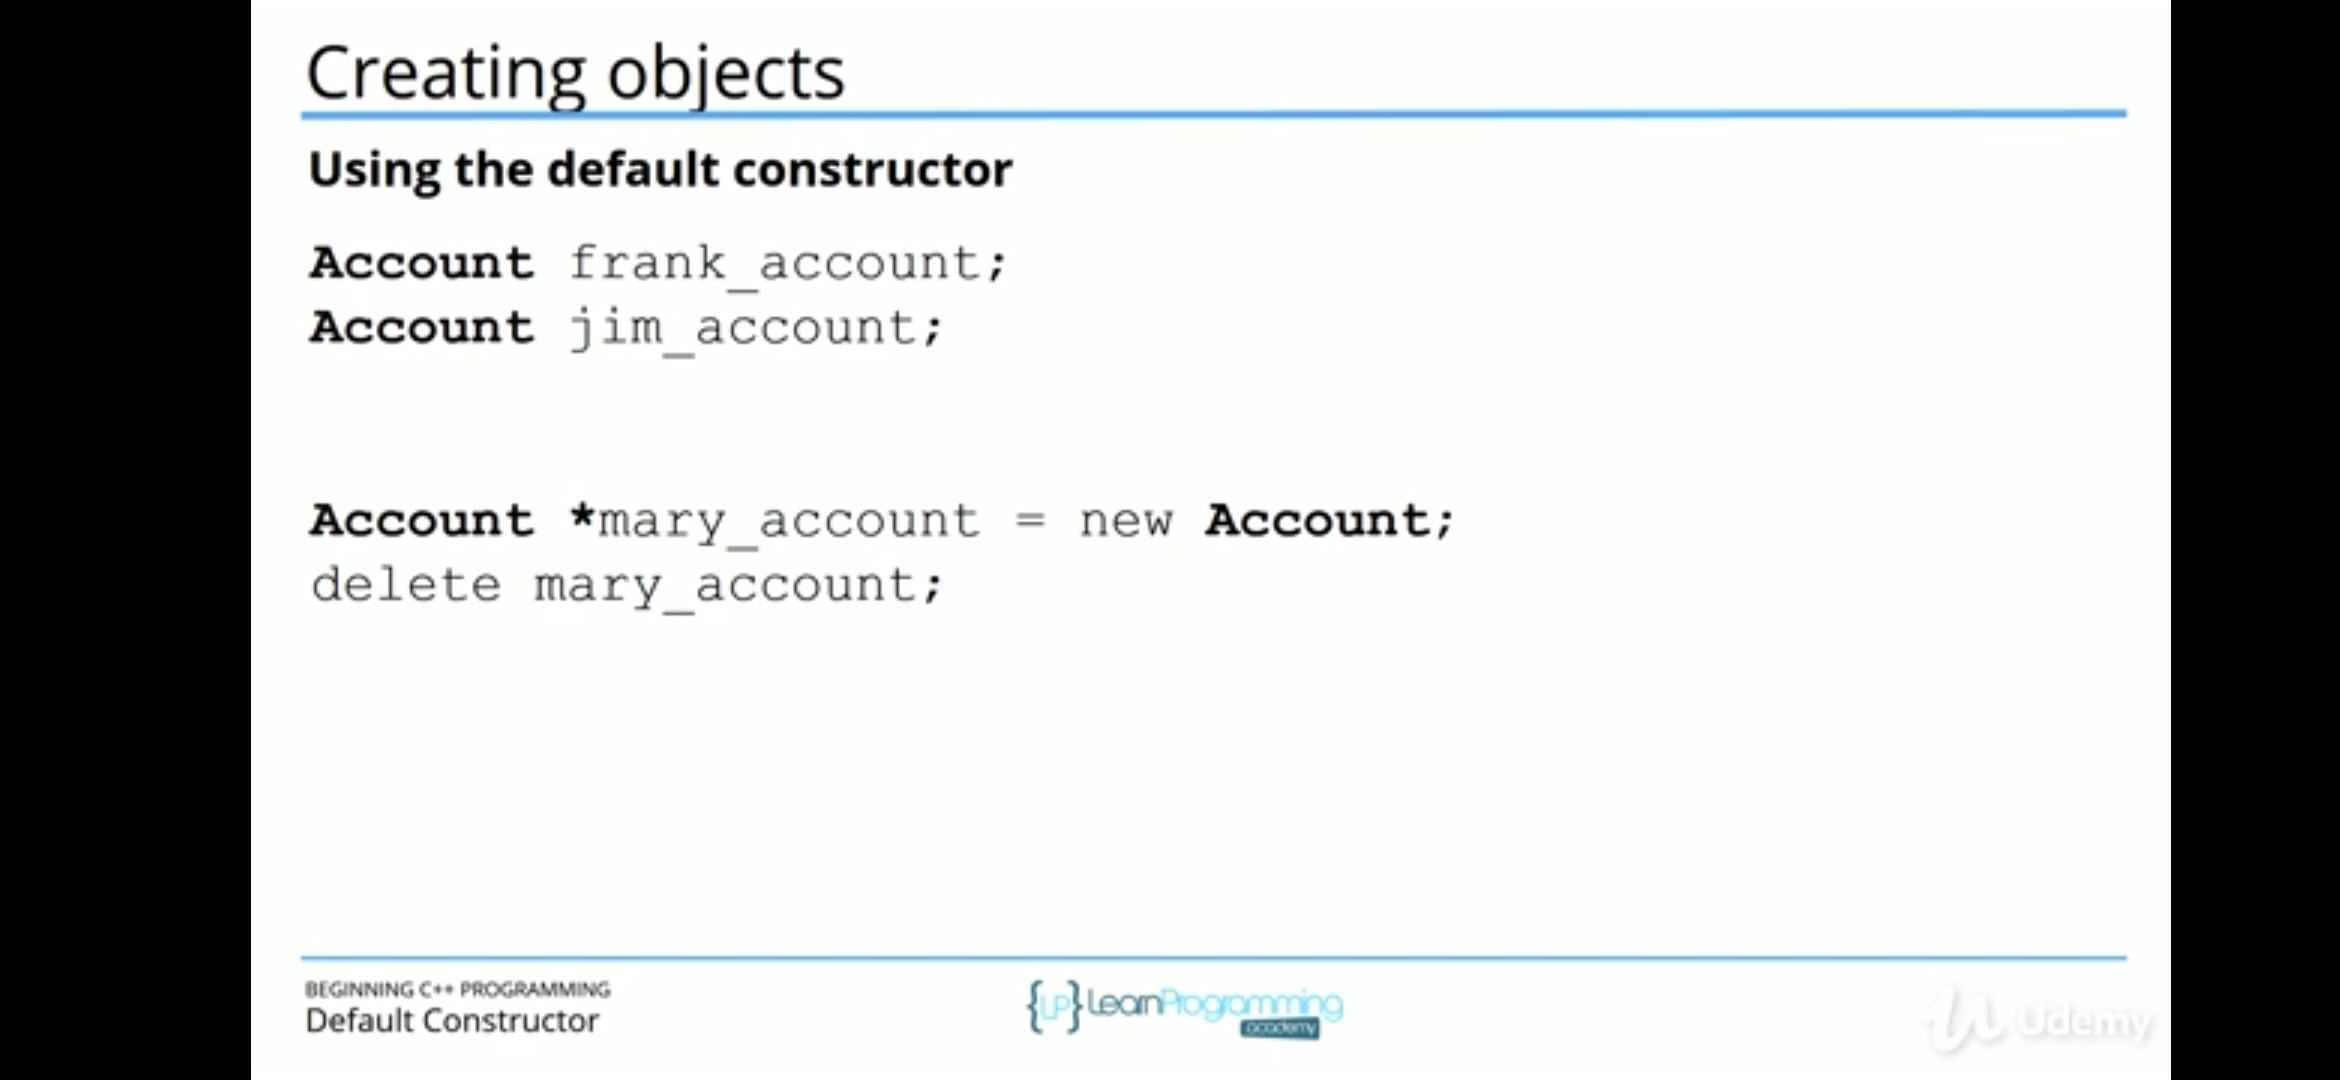 Creating objects
Using the default constructor
Account frank_account;
Account jim_account;
Account *mary_account = new Account;
delete mary_account;
BEGINNING C++ PROGRAMMING
Default Constructor
{LP} LearnProgramming
academy
Udemy